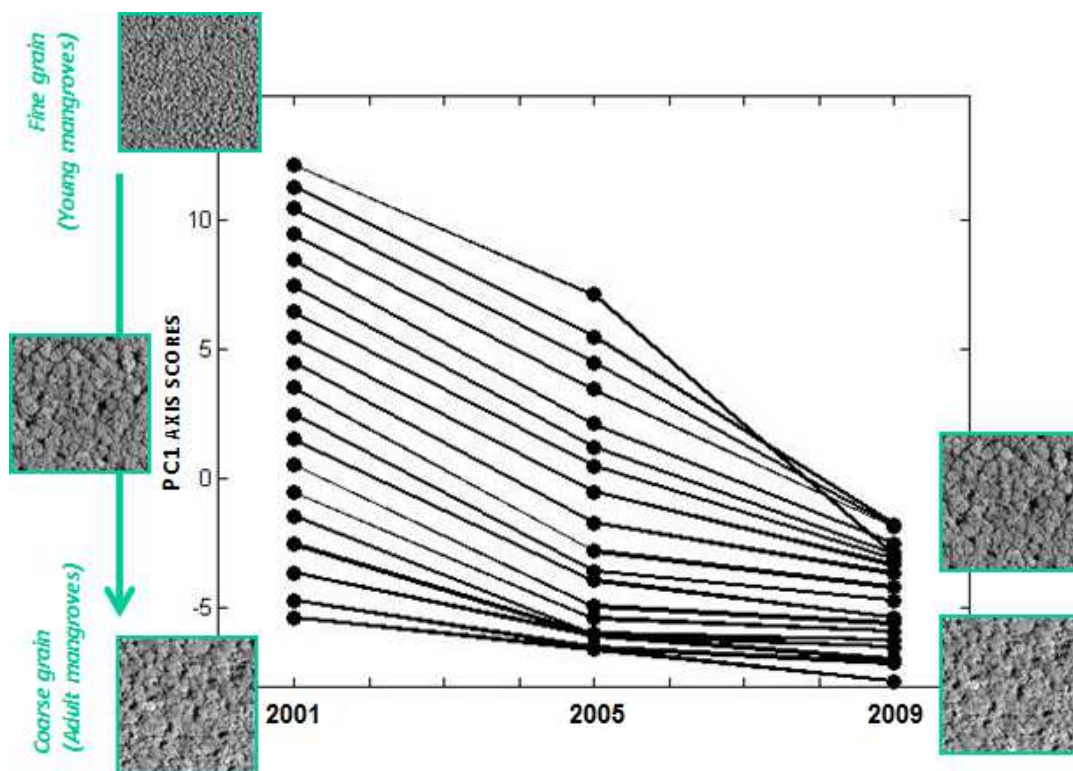 Fine grain
(Young mangroves)
Coarse grain
(Adult mangroves)
PC1 AXIS SCORES
10
5
0
-5
2001 2005 2009